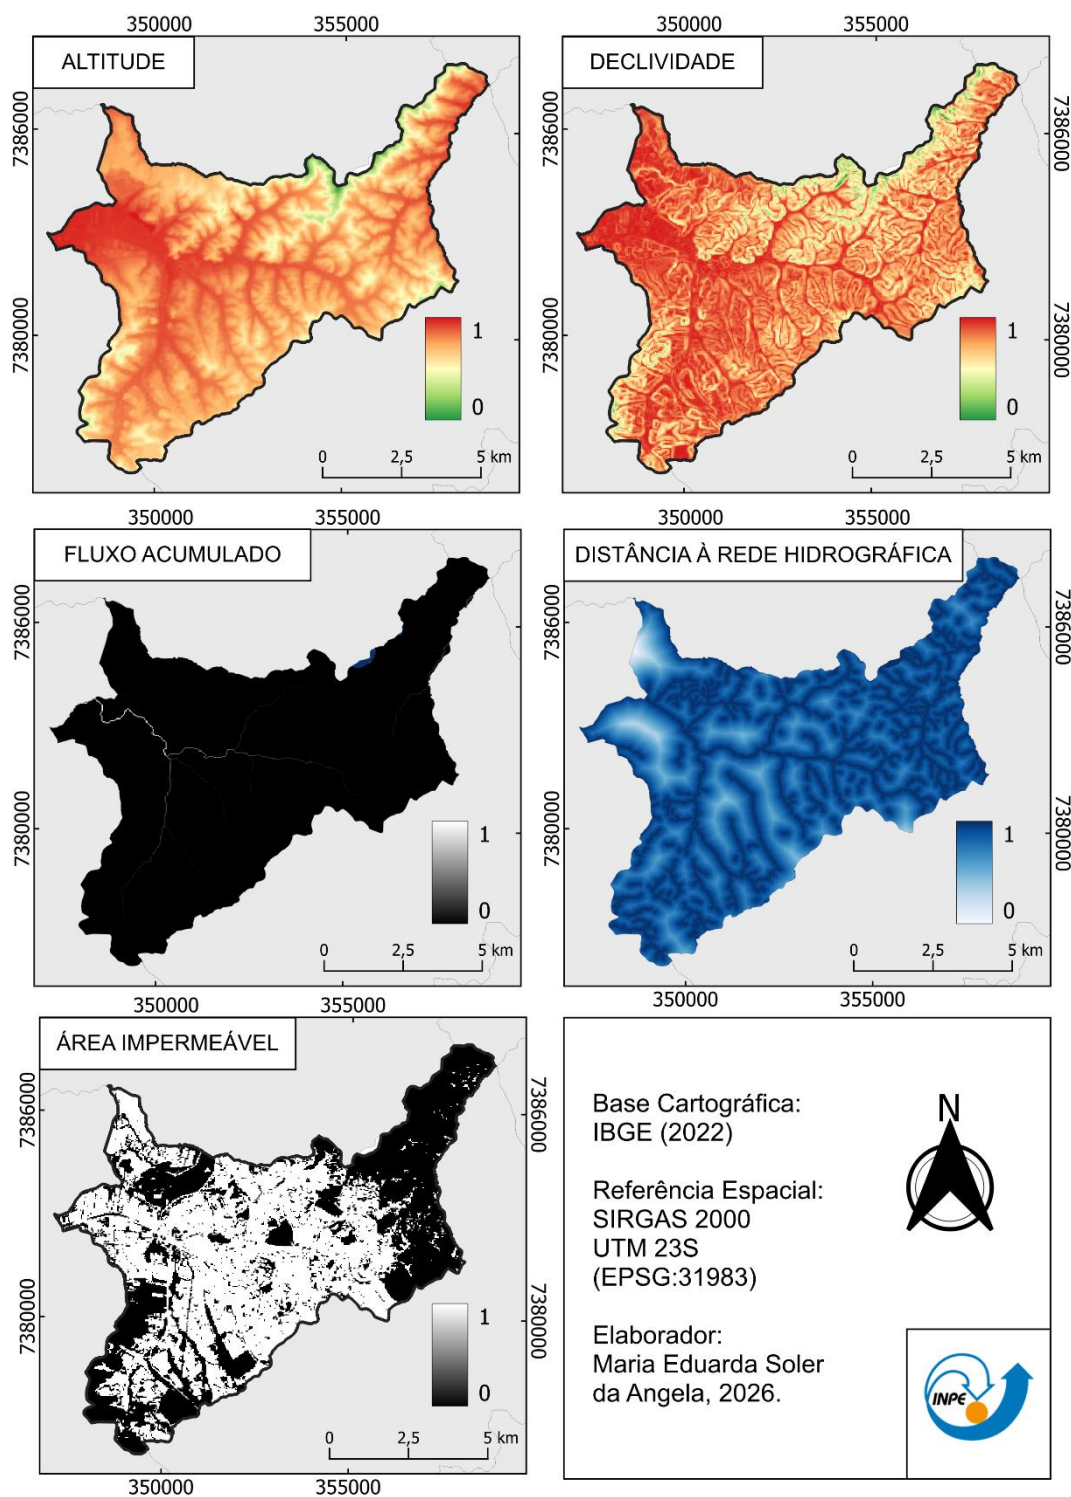 350000 355000
ALTITUDE
7386000
7380000
1
0
0 2,5 5 km
350000 355000
350000 355000
DECLIVIDADE
7386000
7380000
1
0
0 2,5 5 km
350000 355000
FLUXO ACUMULADO
7386000
7380000
1
0
0 2,5 5 km
350000 355000
DISTÂNCIA À REDE HIDROGRÁFICA
7386000
7386000
7380000
7380000
1
0
0 2,5 5 km
350000 355000
ÁREA IMPERMEÁVEL
7386000
7386000
7380000
7380000
1
0
0 2,5 5 km
350000 355000
Base Cartográfica:
IBGE (2022)
N
Referência Espacial:
SIRGAS 2000
UTM 23S
(EPSG:31983)
Elaborador:
Maria Eduarda Soler
da Angela, 2026.
INPE